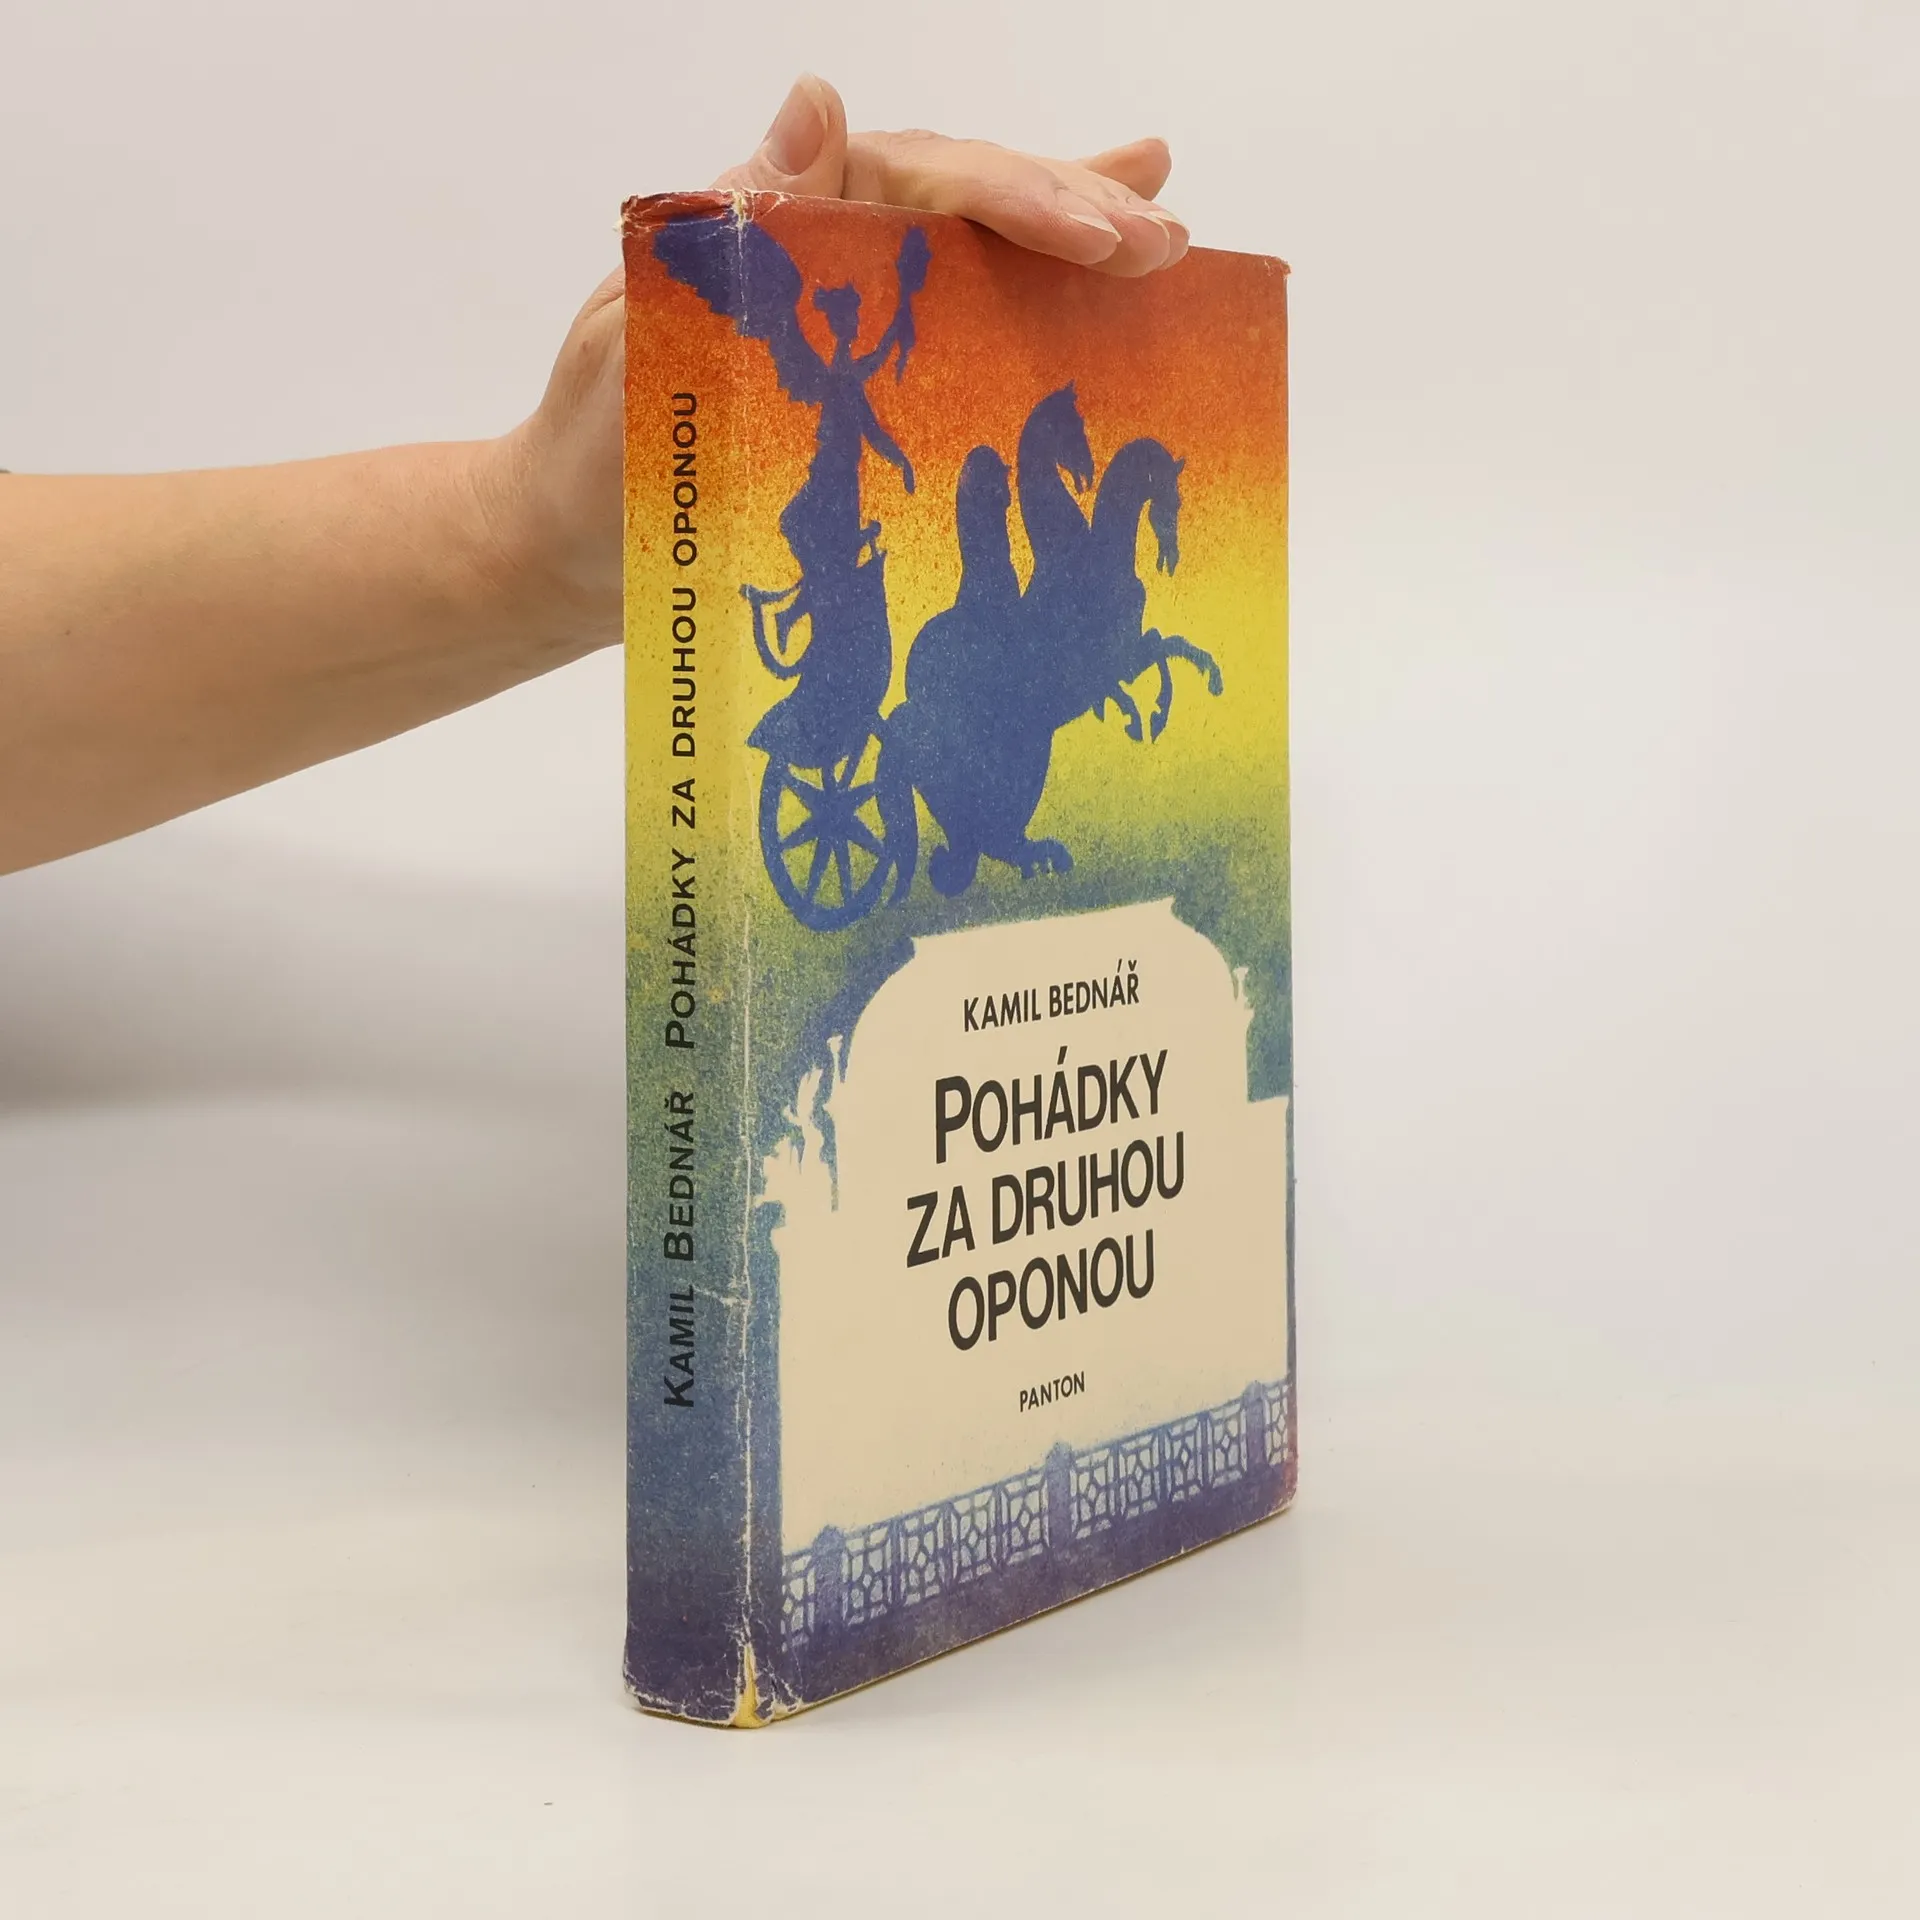 KAMIL BEDNÁŘ POHÁDKY ZA DRUHOU OPONOU
KAMIL BEDNÁŘ
POHÁDKY
ZA DRUHOU
OPONOU
PANTON